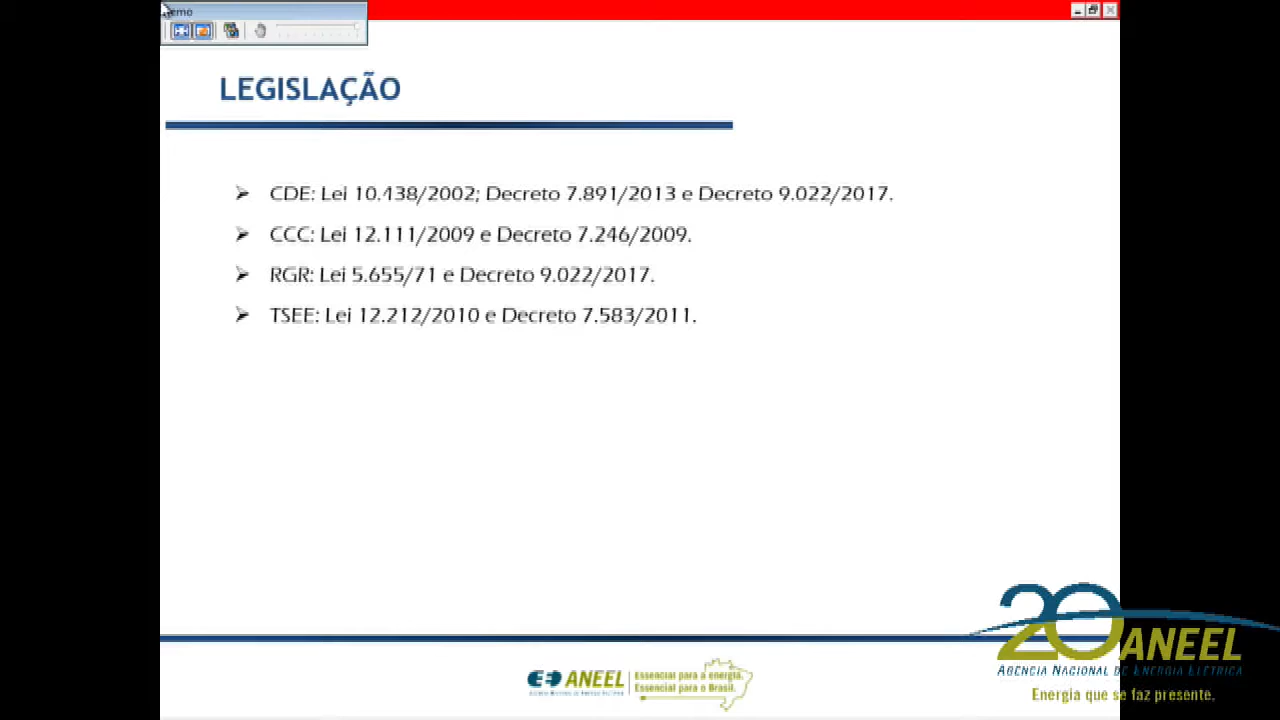 LEGISLAÇÃO
CDE: Lei 10.438/2002; Decreto 7.891/2013 e Decreto 9.022/2017.
CCC: Lei 12.111/2009 e Decreto 7.246/2009.
RGR: Lei 5.655/71 e Decreto 9.022/2017.
TSEE: Lei 12.212/2010 e Decreto 7.583/2011.
20 ANEEL
AGÊNCIA NACIONAL DE ENERGIA ELÉTRICA
Energia que se faz presente.
ANEEL
Essencial para a energia.
Essencial para o Brasil.